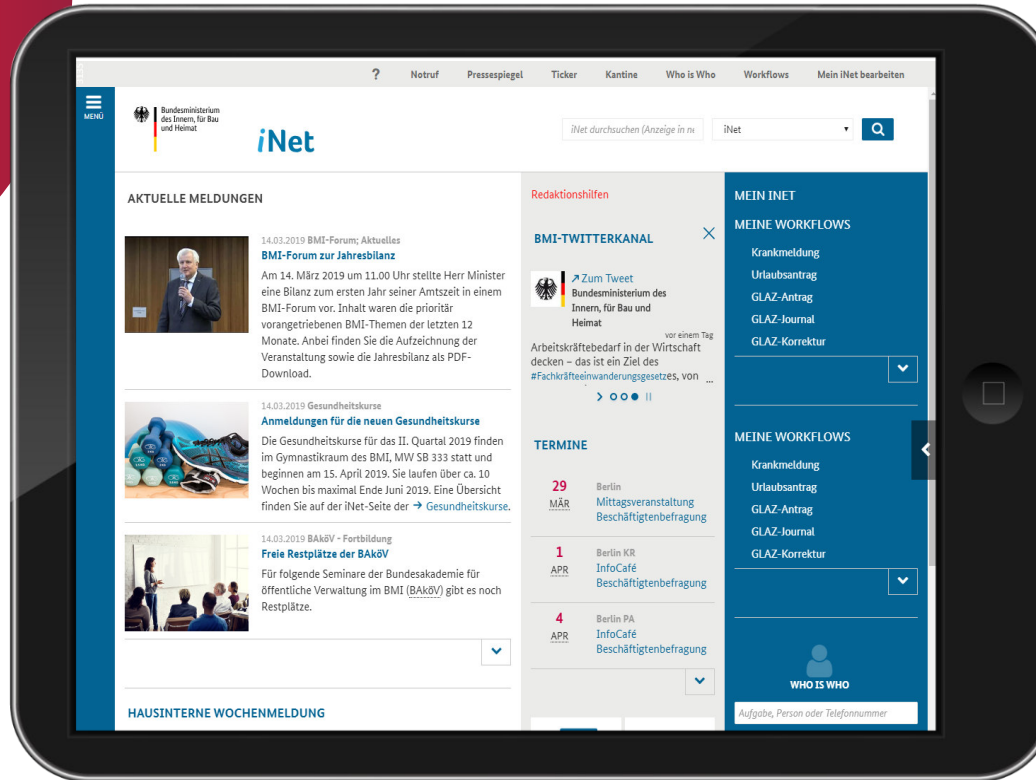 ? Notruf Pressespiegel Ticker Kantine Who is Who Workflows Mein iNet bearbeiten
MENÜ
Bundesministerium
des Innern, für Bau
und Heimat
iNet
iNet durchsuchen (Anzeige in ne
iNet
AKTUELLE MELDUNGEN
14.03.2019 BMI-Forum; Aktuelles
BMI-Forum zur Jahresbilanz
Am 14. März 2019 um 11.00 Uhr stellte Herr Minister
eine Bilanz zum ersten Jahr seiner Amtszeit in einem
BMI-Forum vor. Inhalt waren die prioritär
vorangetriebenen BMI-Themen der letzten 12
Monate. Anbei finden Sie die Aufzeichnung der
Veranstaltung sowie die Jahresbilanz als PDF-
Download.
14.03.2019 Gesundheitskurse
Anmeldungen für die neuen Gesundheitskurse
Die Gesundheitskurse für das II. Quartal 2019 finden
im Gymnastikraum des BMI, MW SB 333 statt und
beginnen am 15. April 2019. Sie laufen über ca. 10
Wochen bis maximal Ende Juni 2019. Eine Übersicht
finden Sie auf der iNet-Seite der → Gesundheitskurse.
14.03.2019 BAköV - Fortbildung
Freie Restplätze der BAköV
Für folgende Seminare der Bundesakademie für
öffentliche Verwaltung im BMI (BAköV) gibt es noch
Restplätze.
HAUSINTERNE WOCHENMELDUNG
Redaktionshilfen
BMI-TWITTERKANAL
Zum Tweet
Bundesministerium des
Innern, für Bau und
Heimat
vor einem Tag
Arbeitskräftebedarf in der Wirtschaft
decken – das ist ein Ziel des
#Fachkräfteeinwanderungsgesetzes, von ...
TERMINE
29 Berlin
MÄR Mittagsveranstaltung
Beschäftigtenbefragung
1 Berlin KR
APR InfoCafé
Beschäftigtenbefragung
4 Berlin PA
APR InfoCafé
Beschäftigtenbefragung
MEIN INET
MEINE WORKFLOWS
Krankmeldung
Urlaubsantrag
GLAZ-Antrag
GLAZ-Journal
GLAZ-Korrektur
MEINE WORKFLOWS
Krankmeldung
Urlaubsantrag
GLAZ-Antrag
GLAZ-Journal
GLAZ-Korrektur
WHO IS WHO
Aufgabe, Person oder Telefonnummer